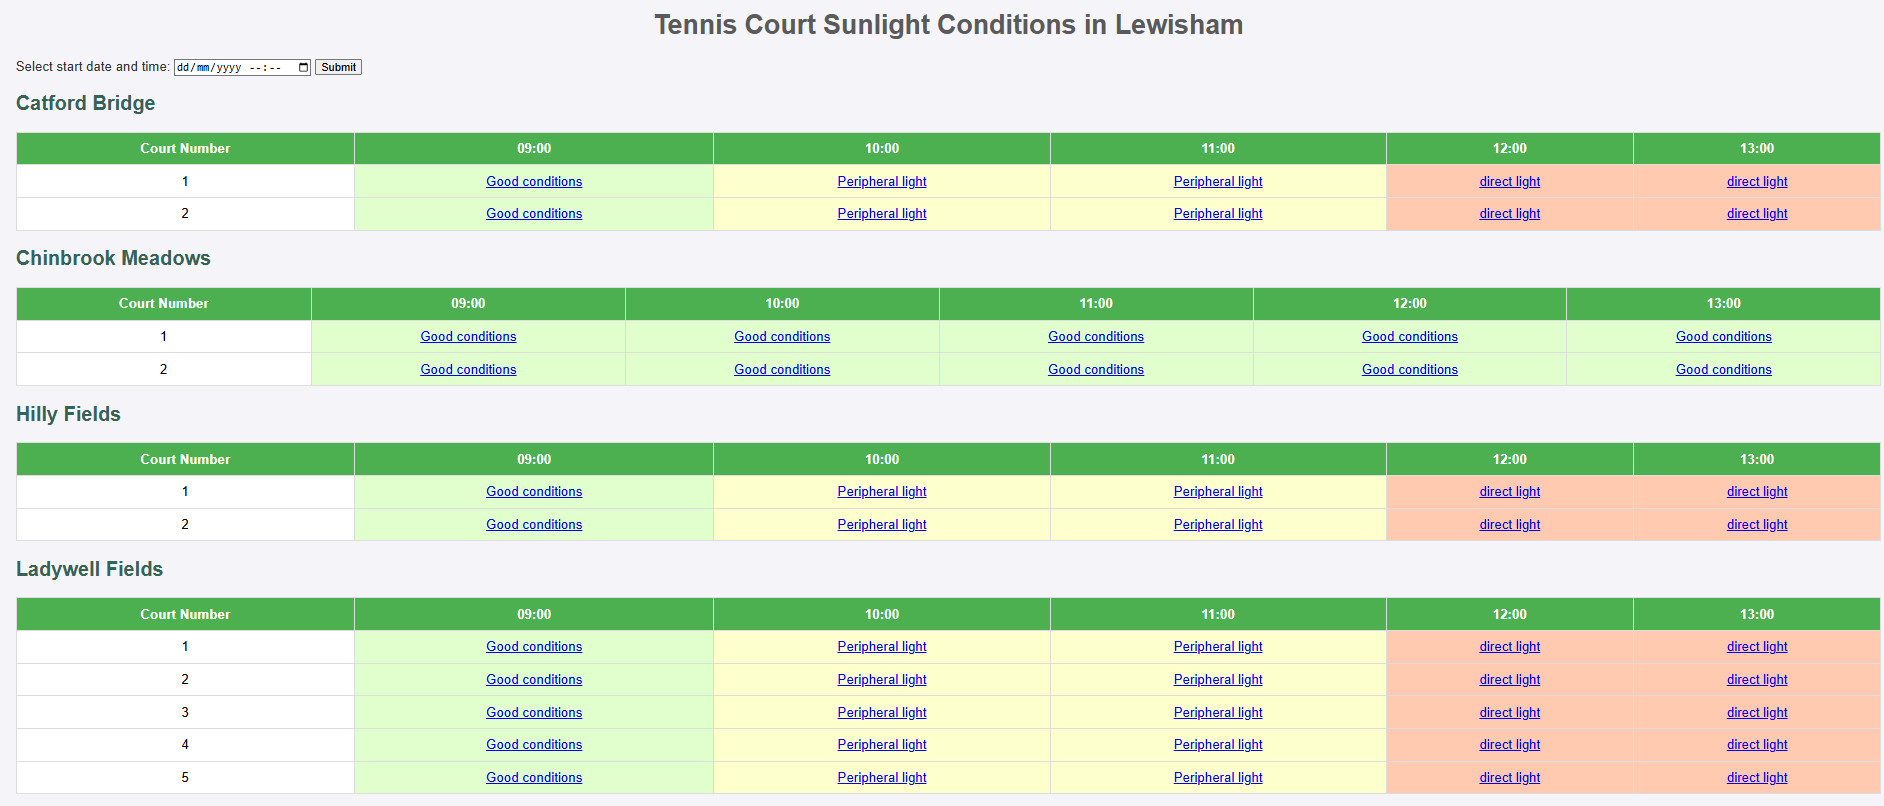 Tennis Court Sunlight Conditions in Lewisham
Select start date and time: dd/mm/yyyy --:-- Submit
Catford Bridge
Court Number 09:00 10:00 11:00 12:00 13:00
1 Good conditions Peripheral light Peripheral light direct light direct light
2 Good conditions Peripheral light Peripheral light direct light direct light
Chinbrook Meadows
Court Number 09:00 10:00 11:00 12:00 13:00
1 Good conditions Good conditions Good conditions Good conditions Good conditions
2 Good conditions Good conditions Good conditions Good conditions Good conditions
Hilly Fields
Court Number 09:00 10:00 11:00 12:00 13:00
1 Good conditions Peripheral light Peripheral light direct light direct light
2 Good conditions Peripheral light Peripheral light direct light direct light
Ladywell Fields
Court Number 09:00 10:00 11:00 12:00 13:00
1 Good conditions Peripheral light Peripheral light direct light direct light
2 Good conditions Peripheral light Peripheral light direct light direct light
3 Good conditions Peripheral light Peripheral light direct light direct light
4 Good conditions Peripheral light Peripheral light direct light direct light
5 Good conditions Peripheral light Peripheral light direct light direct light